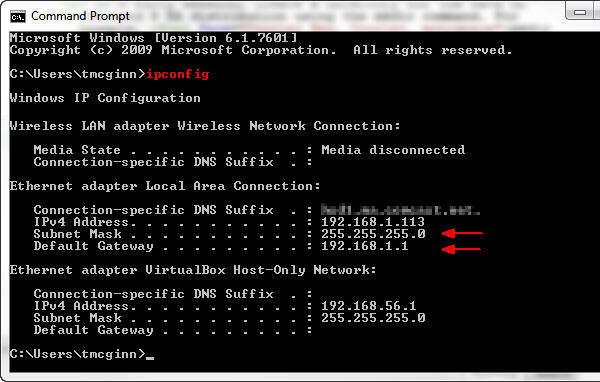 Command Prompt
Microsoft Windows [Version 6.1.7601]
Copyright (c) 2009 Microsoft Corporation.  All rights reserved.
C:\Users\tmcginn>ipconfig
Windows IP Configuration
Wireless LAN adapter Wireless Network Connection:
Media State . . . . . . . . . . . : Media disconnected
Connection-specific DNS Suffix  . :
Ethernet adapter Local Area Connection:
Connection-specific DNS Suffix  . :
IPv4 Address. . . . . . . . . . . : 192.168.1.113
Subnet Mask . . . . . . . . . . . : 255.255.255.0
Default Gateway . . . . . . . . . : 192.168.1.1
Ethernet adapter VirtualBox Host-Only Network:
Connection-specific DNS Suffix  . :
IPv4 Address. . . . . . . . . . . : 192.168.56.1
Subnet Mask . . . . . . . . . . . : 255.255.255.0
Default Gateway . . . . . . . . . :
C:\Users\tmcginn>_